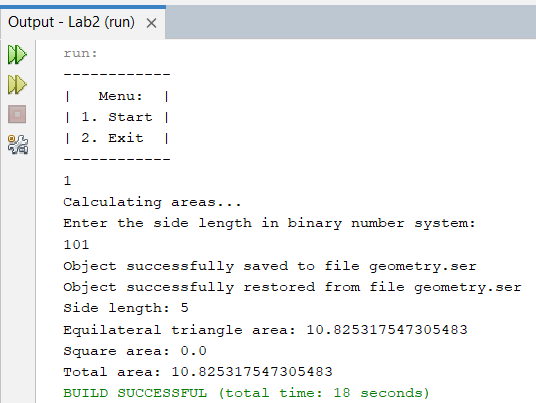 Output - Lab2 (run) ×
run:
------------
|   Menu:  |
| 1. Start |
| 2. Exit  |
------------
1
Calculating areas...
Enter the side length in binary number system:
101
Object successfully saved to file geometry.ser
Object successfully restored from file geometry.ser
Side length: 5
Equilateral triangle area: 10.825317547305483
Square area: 0.0
Total area: 10.825317547305483
BUILD SUCCESSFUL (total time: 18 seconds)